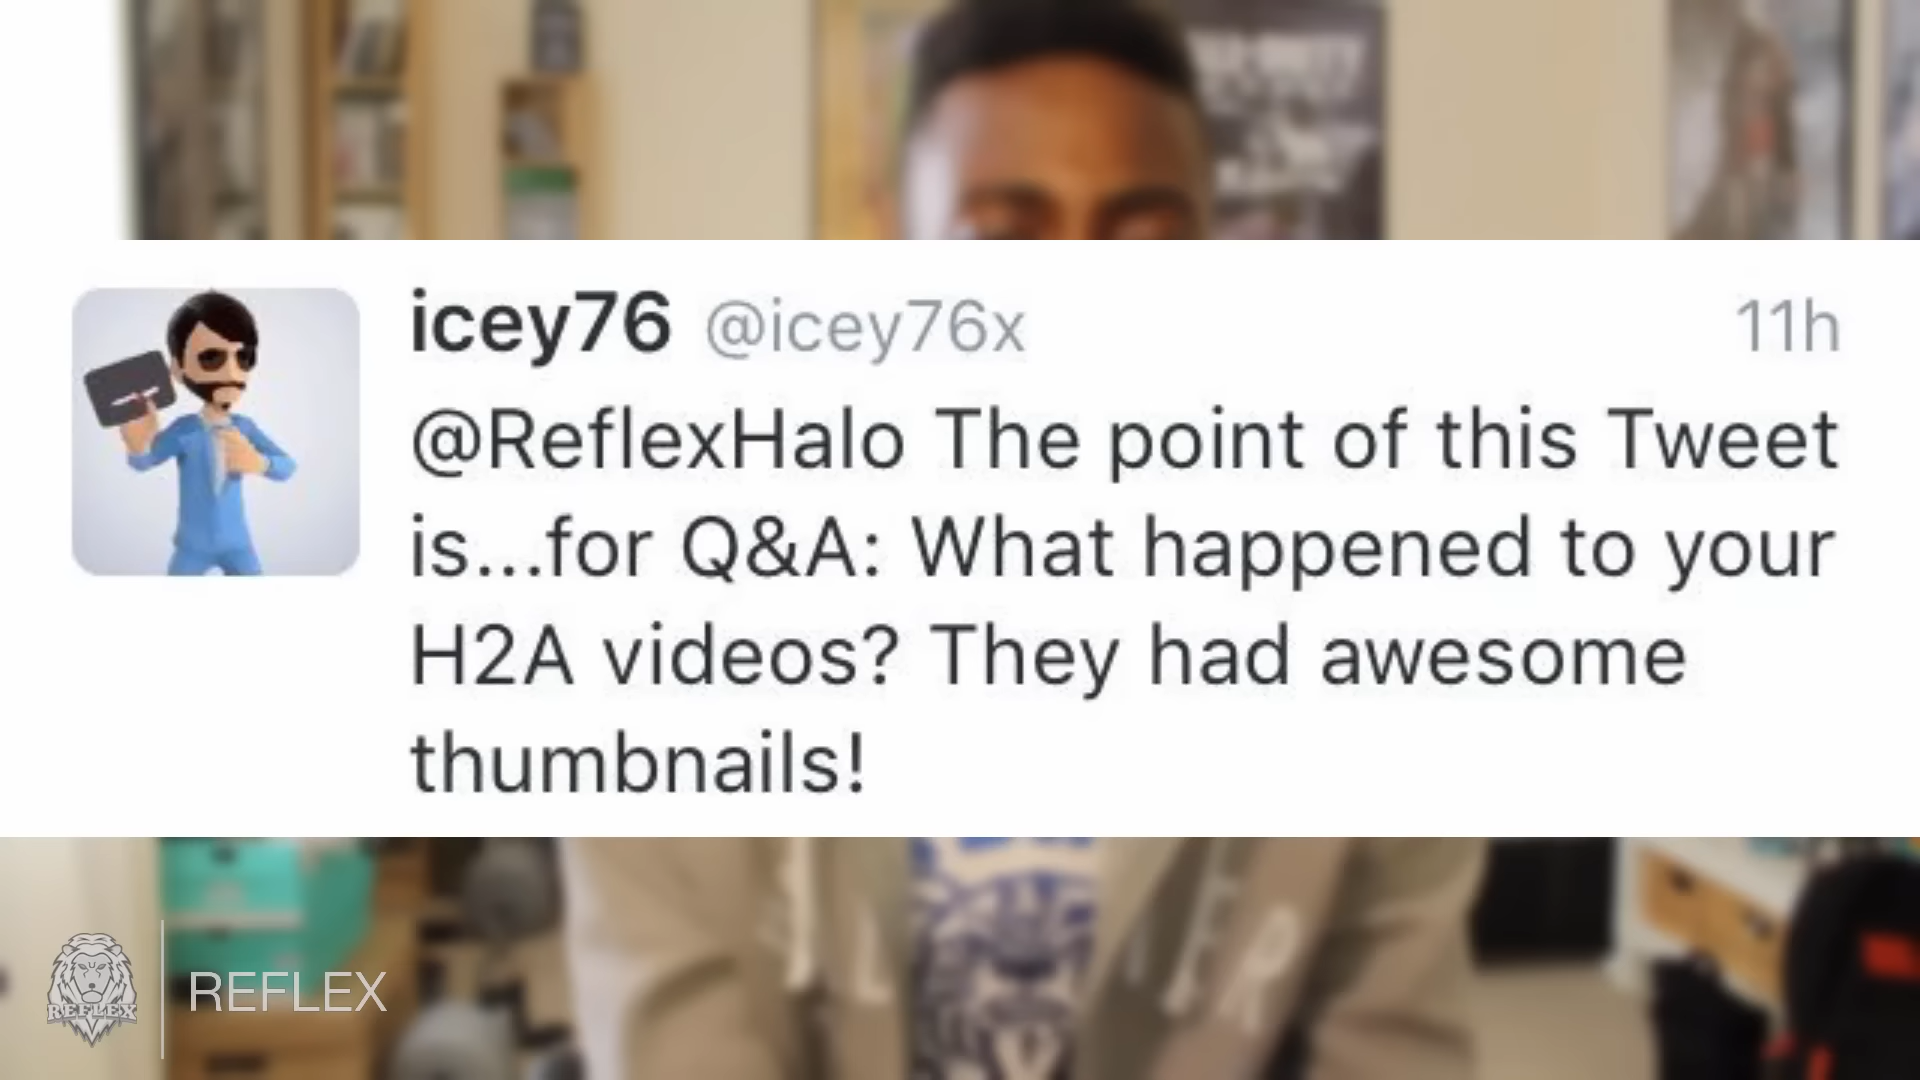 icey76 @icey76x 11h
@ReflexHalo The point of this Tweet
is...for Q&A: What happened to your
H2A videos? They had awesome
thumbnails!
REFLEX
REFLEX